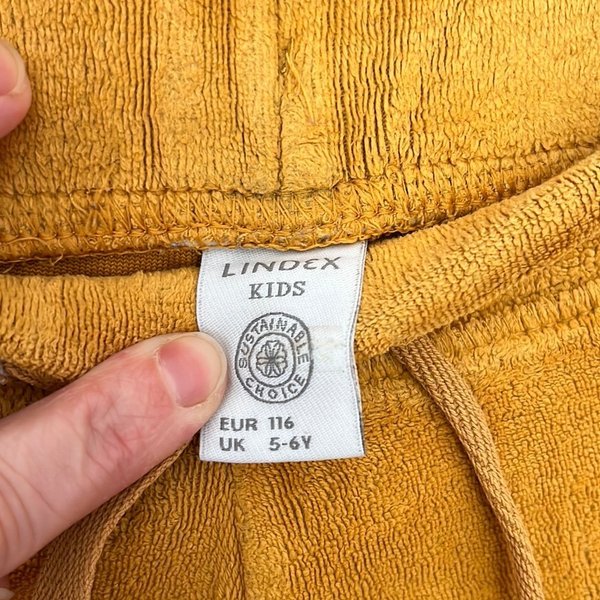 LINDEX
KIDS
SUSTAINABLE
CHOICE
EUR 116
UK 5-6Y